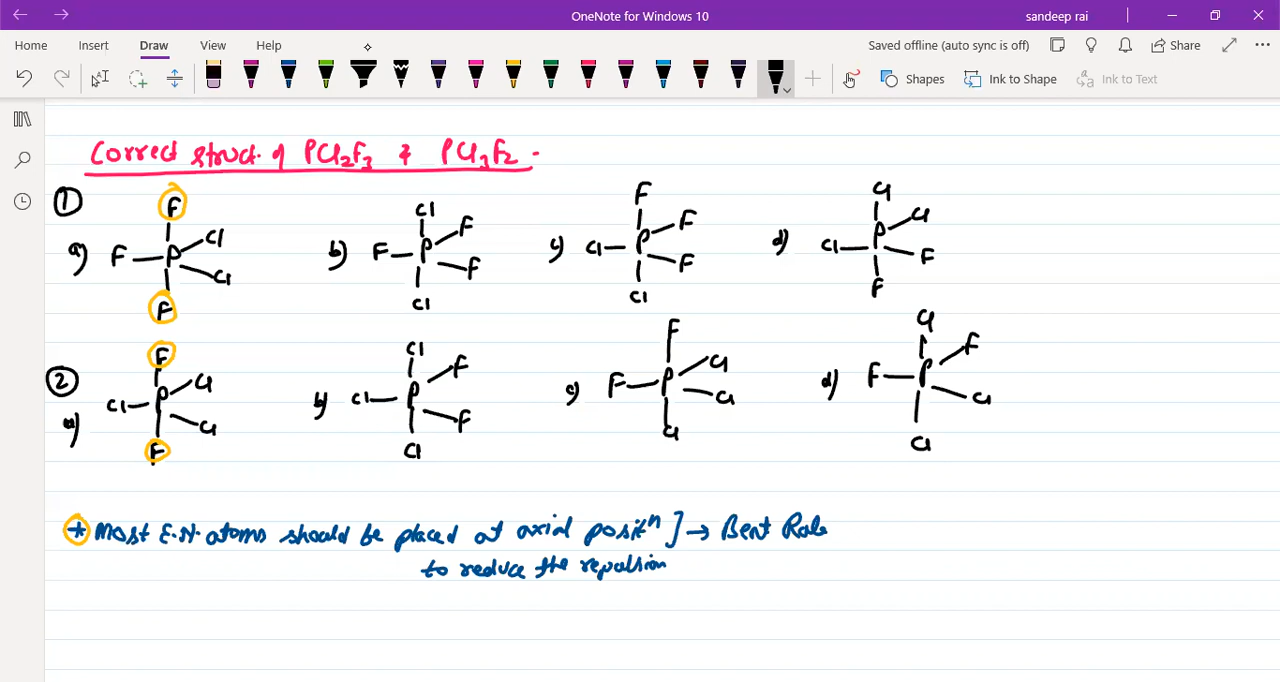 OneNote for Windows 10
sandeep rai
Home Insert Draw View Help
Saved offline (auto sync is off)
Share
Shapes
Ink to Shape
Ink to Text
Correct struct. of PCl2F3 & PCl3F2 -
1
a) F F P Cl Cl F
b) Cl F P F F Cl
c) F Cl P F F Cl
d) Cl Cl P Cl F F
2
a) F Cl P Cl Cl F
b) Cl Cl P F F Cl
c) F F P Cl Cl Cl
d) Cl F P F Cl Cl
* Most E.N. atoms should be placed at axial positn ] → Bent Rule
to reduce the repulsion